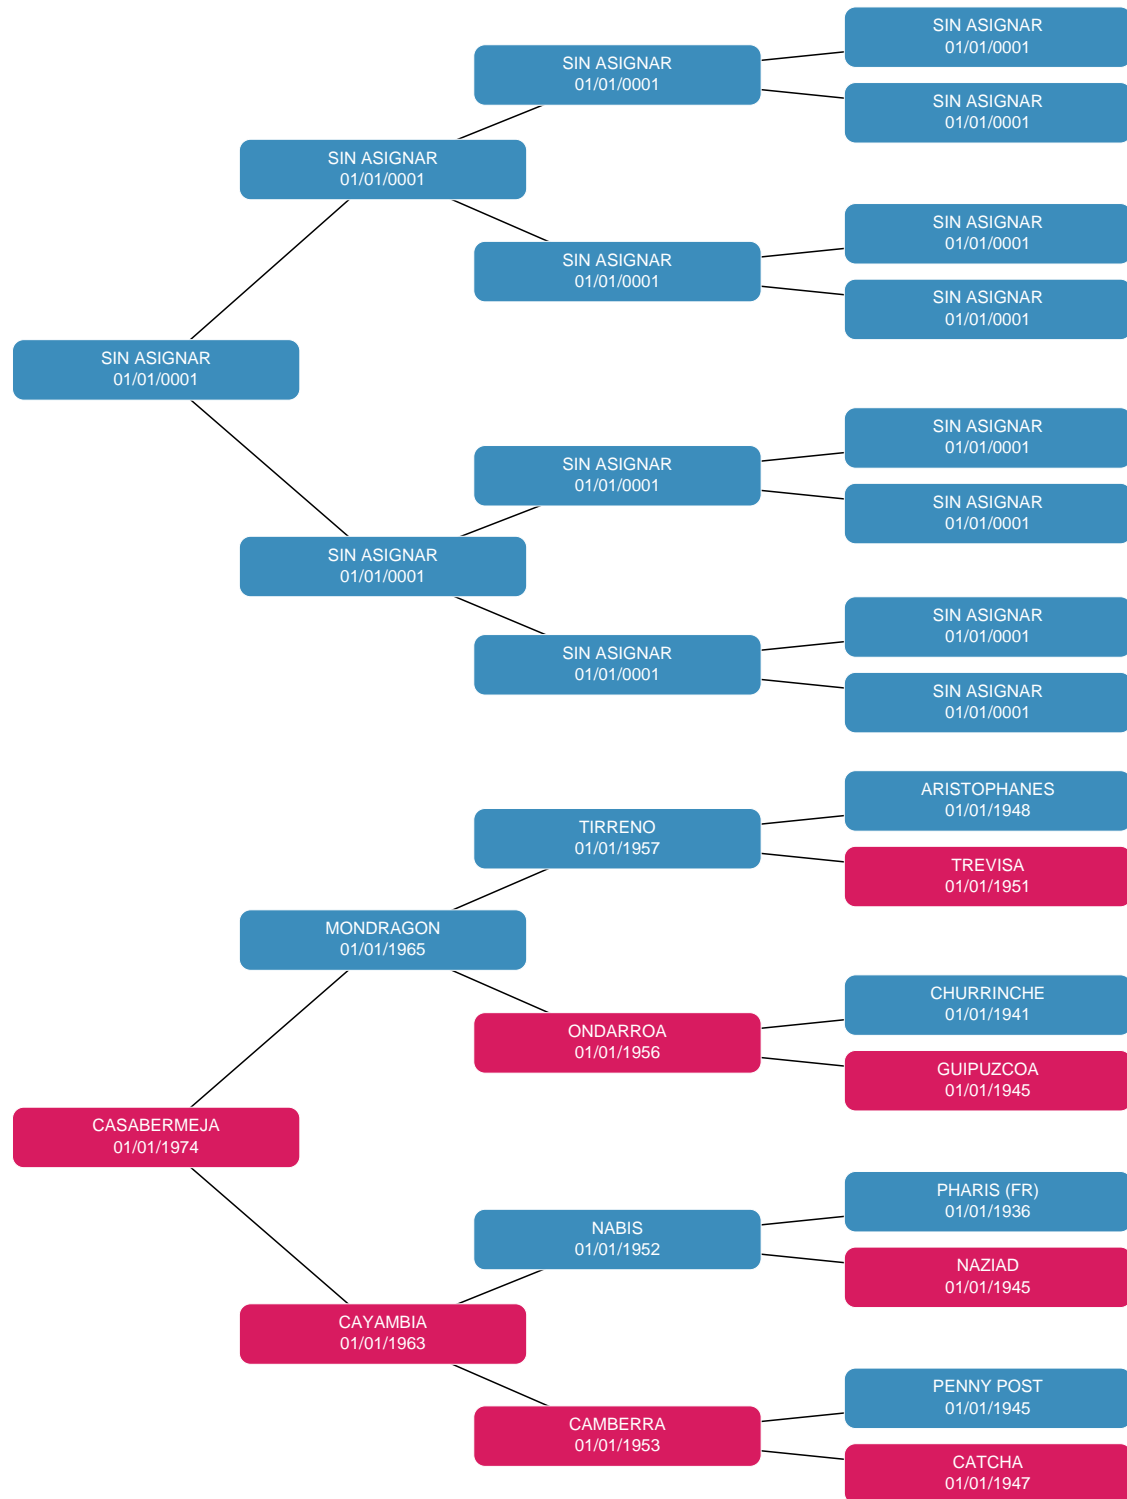 SIN ASIGNAR
01/01/0001
SIN ASIGNAR
01/01/0001
SIN ASIGNAR
01/01/0001
SIN ASIGNAR
01/01/0001
SIN ASIGNAR
01/01/0001
SIN ASIGNAR
01/01/0001
SIN ASIGNAR
01/01/0001
SIN ASIGNAR
01/01/0001
SIN ASIGNAR
01/01/0001
SIN ASIGNAR
01/01/0001
SIN ASIGNAR
01/01/0001
SIN ASIGNAR
01/01/0001
SIN ASIGNAR
01/01/0001
SIN ASIGNAR
01/01/0001
SIN ASIGNAR
01/01/0001
ARISTOPHANES
01/01/1948
TIRRENO
01/01/1957
TREVISA
01/01/1951
MONDRAGON
01/01/1965
CHURRINCHE
01/01/1941
ONDARROA
01/01/1956
GUIPUZCOA
01/01/1945
CASABERMEJA
01/01/1974
PHARIS (FR)
01/01/1936
NABIS
01/01/1952
NAZIAD
01/01/1945
CAYAMBIA
01/01/1963
PENNY POST
01/01/1945
CAMBERRA
01/01/1953
CATCHA
01/01/1947